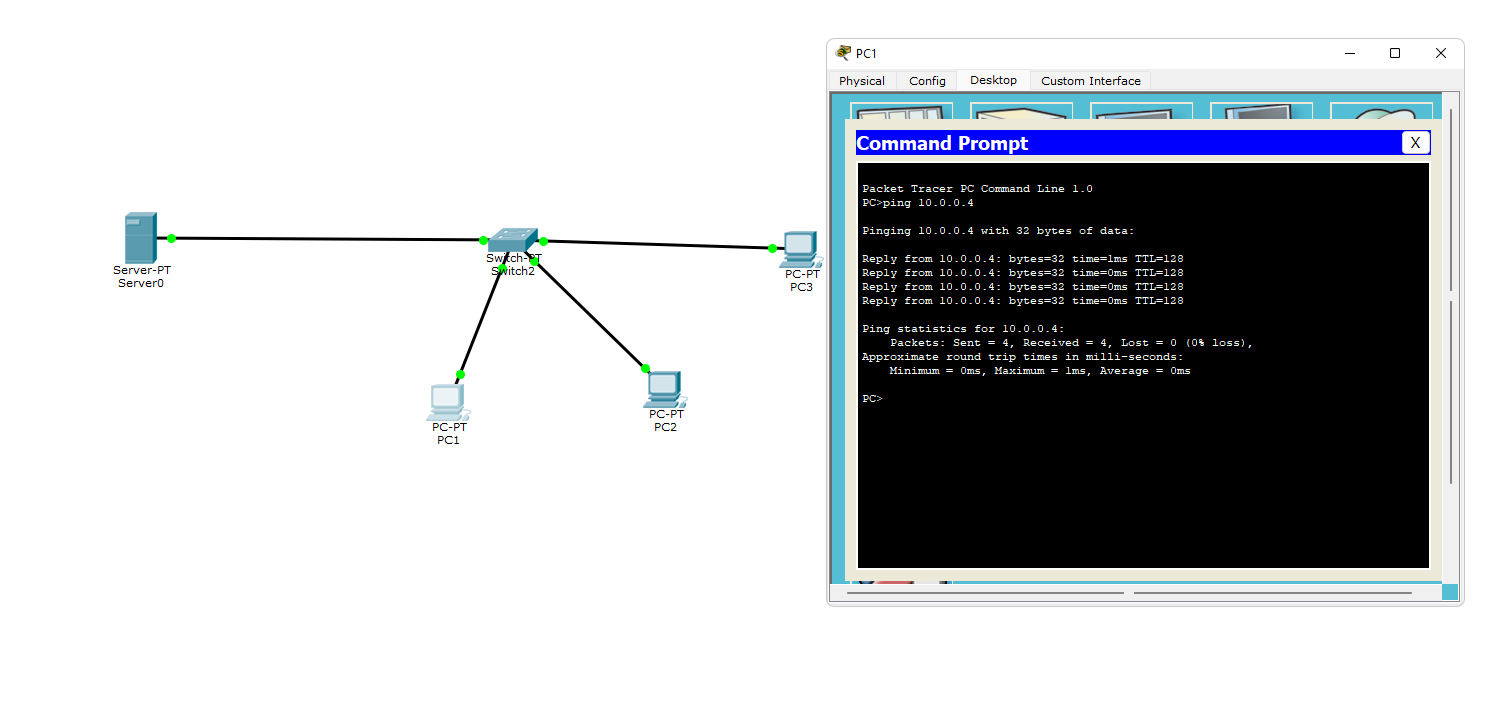 PC1
Physical Config Desktop Custom Interface
Command Prompt X
Packet Tracer PC Command Line 1.0
PC>ping 10.0.0.4
Pinging 10.0.0.4 with 32 bytes of data:
Reply from 10.0.0.4: bytes=32 time=1ms TTL=128
Reply from 10.0.0.4: bytes=32 time=0ms TTL=128
Reply from 10.0.0.4: bytes=32 time=0ms TTL=128
Reply from 10.0.0.4: bytes=32 time=0ms TTL=128
Ping statistics for 10.0.0.4:
Packets: Sent = 4, Received = 4, Lost = 0 (0% loss),
Approximate round trip times in milli-seconds:
Minimum = 0ms, Maximum = 1ms, Average = 0ms
PC>
Server-PT
Server0
Switch-PT
Switch2
PC-PT
PC3
PC-PT
PC1
PC-PT
PC2